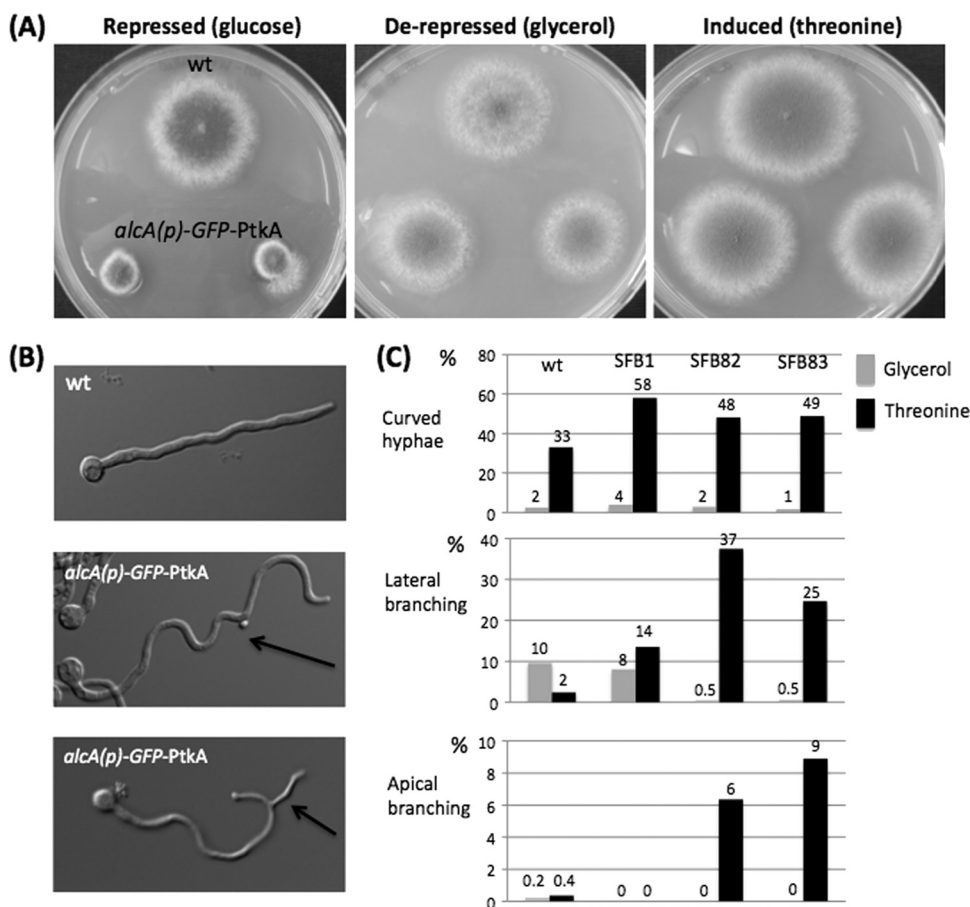 (A)
Repressed (glucose)
De-repressed (glycerol)
Induced (threonine)
wt
alcA(p)-GFP-PtkA
(B)
wt
alcA(p)-GFP-PtkA
alcA(p)-GFP-PtkA
(C)
%
80
60
40
20
0
wt
SFB1
SFB82
SFB83
Glycerol
Threonine
Curved
hyphae
2
33
4
58
2
48
1
49
%
40
30
20
10
0
Lateral
branching
10
2
8
14
0.5
37
0.5
25
%
10
8
6
4
2
0
Apical
branching
0.2
0.4
0
0
0
6
0
9